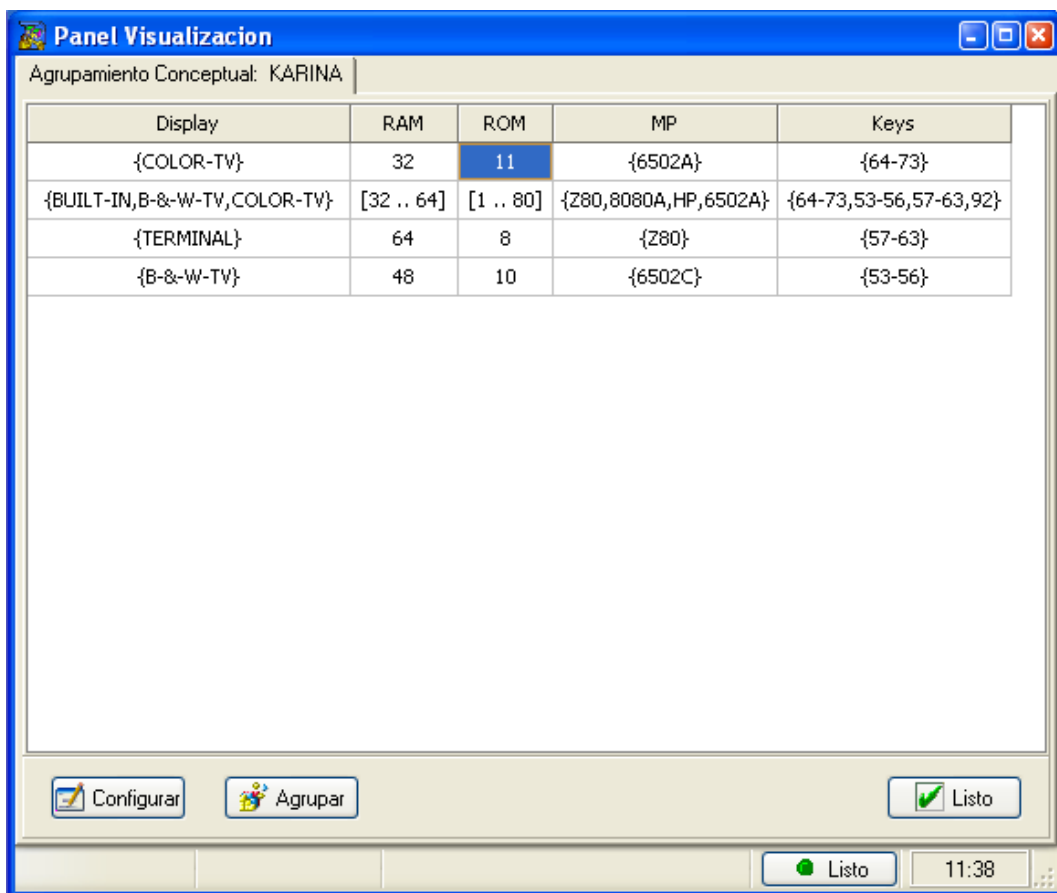 Panel Visualizacion
Agrupamiento Conceptual: KARINA
Display RAM ROM MP Keys
{COLOR-TV} 32 11 {6502A} {64-73}
{BUILT-IN,B-&-W-TV,COLOR-TV} [32 .. 64] [1 .. 80] {Z80,8080A,HP,6502A} {64-73,53-56,57-63,92}
{TERMINAL} 64 8 {Z80} {57-63}
{B-&-W-TV} 48 10 {6502C} {53-56}
Configurar Agrupar Listo
Listo 11:38